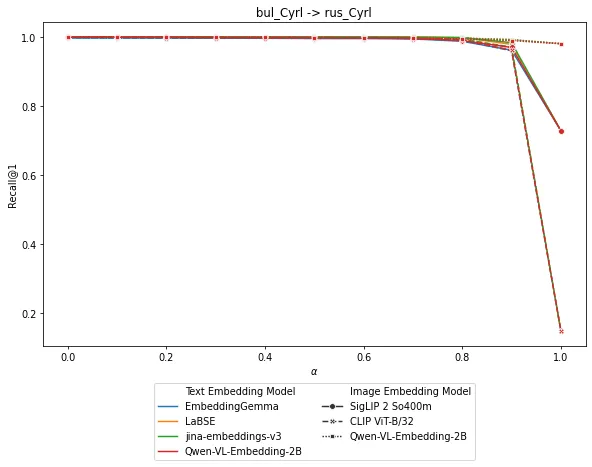 bul_Cyrl -> rus_Cyrl
Recall@1
1.0
0.8
0.6
0.4
0.2
0.0 0.2 0.4 0.6 0.8 1.0
α
Text Embedding Model Image Embedding Model
EmbeddingGemma SigLIP 2 So400m
LaBSE CLIP ViT-B/32
jina-embeddings-v3 Qwen-VL-Embedding-2B
Qwen-VL-Embedding-2B